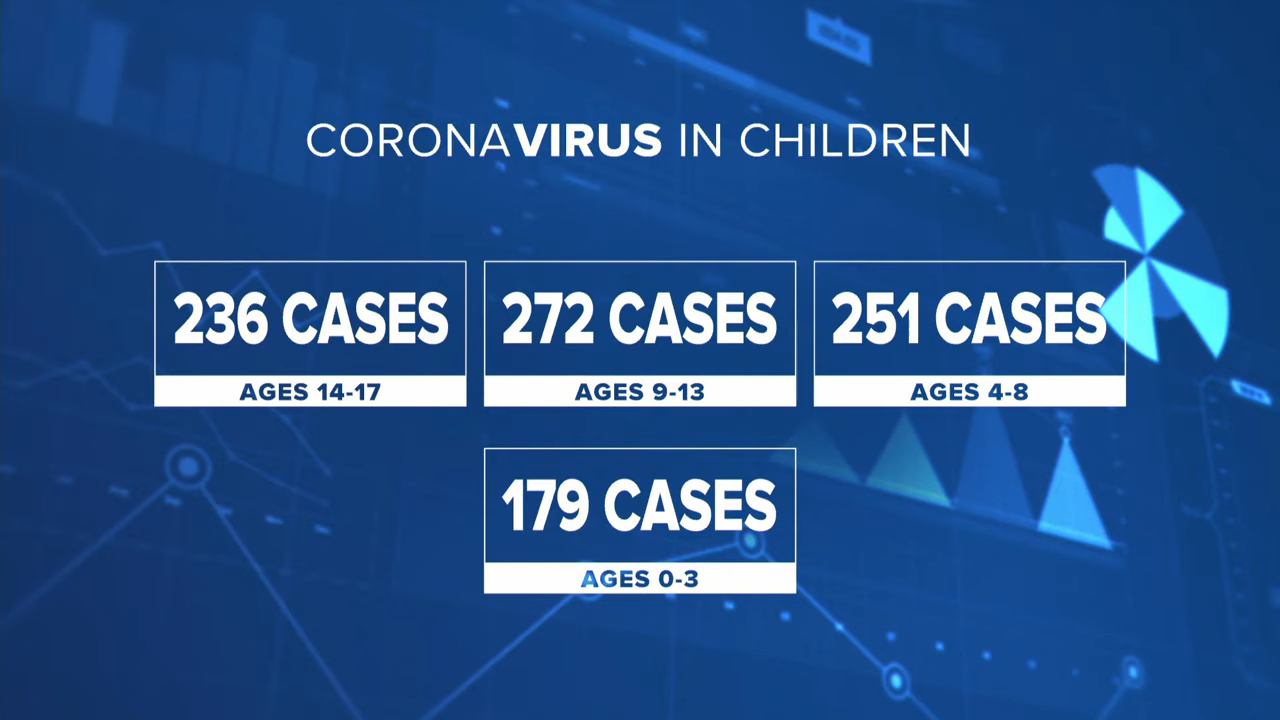 CORONAVIRUS IN CHILDREN
236 CASES
AGES 14-17
272 CASES
AGES 9-13
251 CASES
AGES 4-8
179 CASES
AGES 0-3